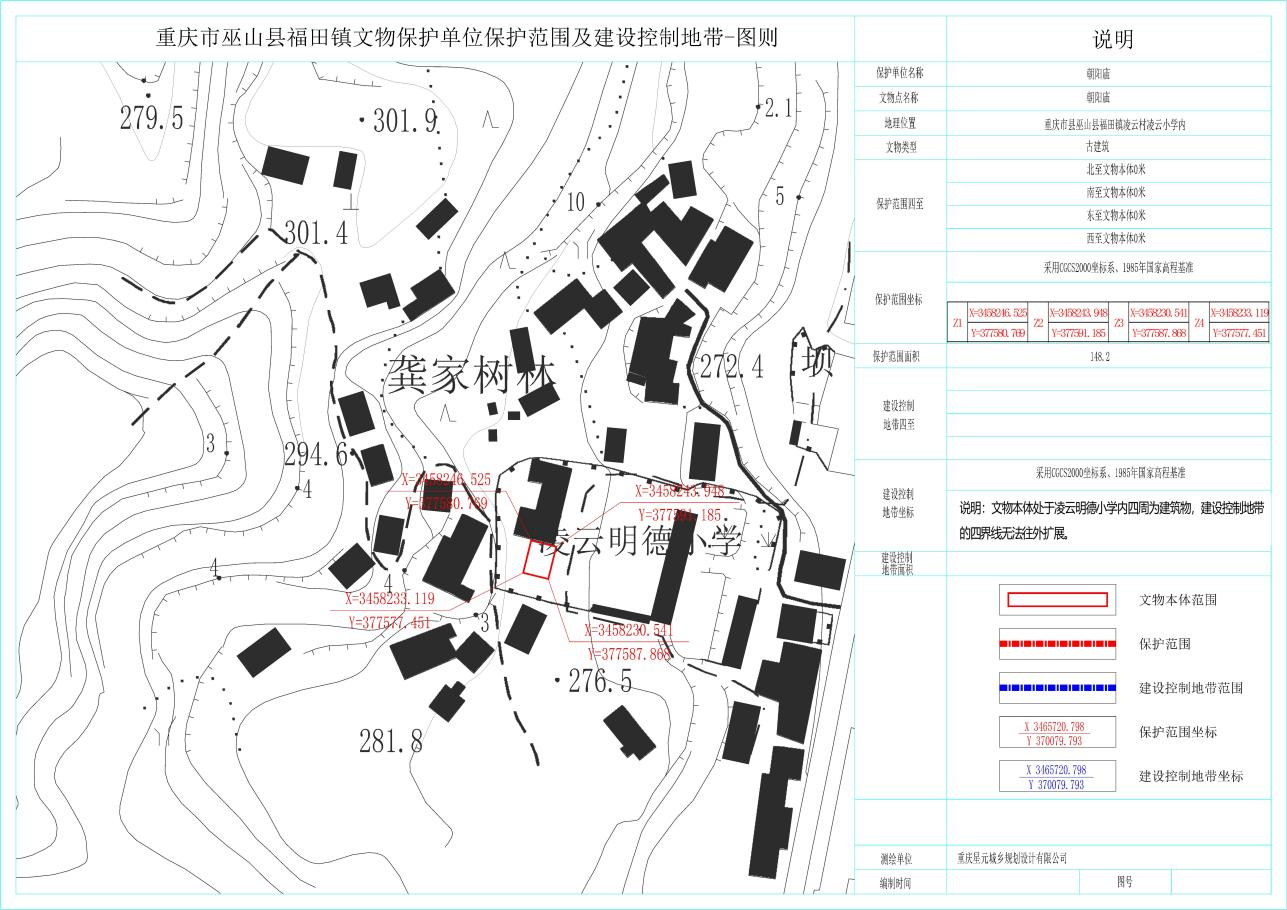 重庆市巫山县福田镇文物保护单位保护范围及建设控制地带-图则
279.5
301.9
2.1
10
5
301.4
龚家树林
272.4
坝
3
294.6
4
X=3458246.525
Y=377580.769
X=3458243.948
Y=377591.185
凌云明德小学
4
4
X=3458233.119
Y=377577.451
3
X=3458230.541
Y=377587.868
276.5
281.8
说明
保护单位名称 朝阳庙
文物点名称 朝阳庙
地理位置 重庆市县巫山县福田镇凌云村凌云小学内
文物类型 古建筑
保护范围四至
北至文物本体0米
南至文物本体0米
东至文物本体0米
西至文物本体0米
保护范围坐标
采用CGCS2000坐标系、1985年国家高程基准
Z1 X=3458246.525 Z2 X=3458243.948 Z3 X=3458230.541 Z4 X=3458233.119
Y=377580.769 Y=377591.185 Y=377587.868 Y=377577.451
保护范围面积 148.2
建设控制
地带四至
建设控制
地带坐标
采用CGCS2000坐标系、1985年国家高程基准
说明：文物本体处于凌云明德小学内四周为建筑物，建设控制地带
的四界线无法往外扩展。
建设控制
地带面积
文物本体范围
保护范围
建设控制地带范围
X 3465720.798
Y 370079.793
保护范围坐标
X 3465720.798
Y 370079.793
建设控制地带坐标
测绘单位 重庆星元城乡规划设计有限公司
编制时间 图号